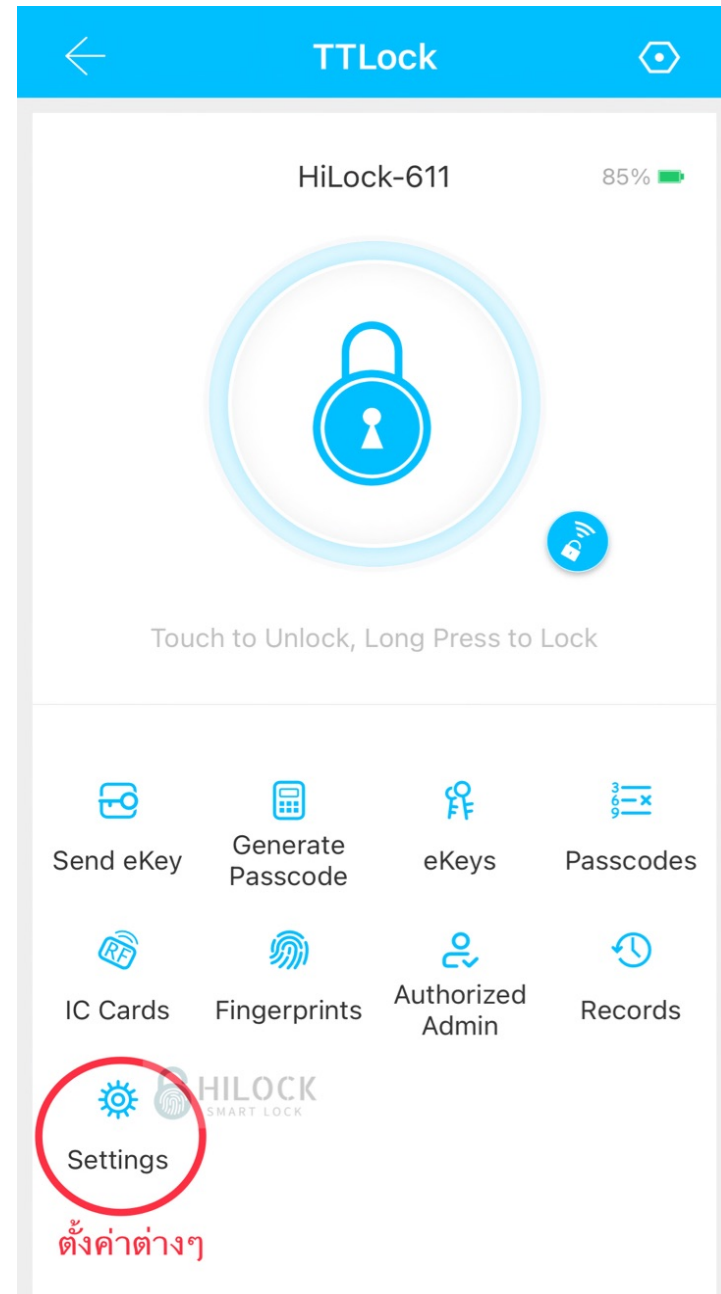 TTLock
HiLock-611 85%
Touch to Unlock, Long Press to Lock
Send eKey
Generate
Passcode
eKeys
Passcodes
RF
IC Cards
Fingerprints
Authorized
Admin
Records
HILOCK
SMART LOCK
Settings
ตั้งค่าต่างๆ